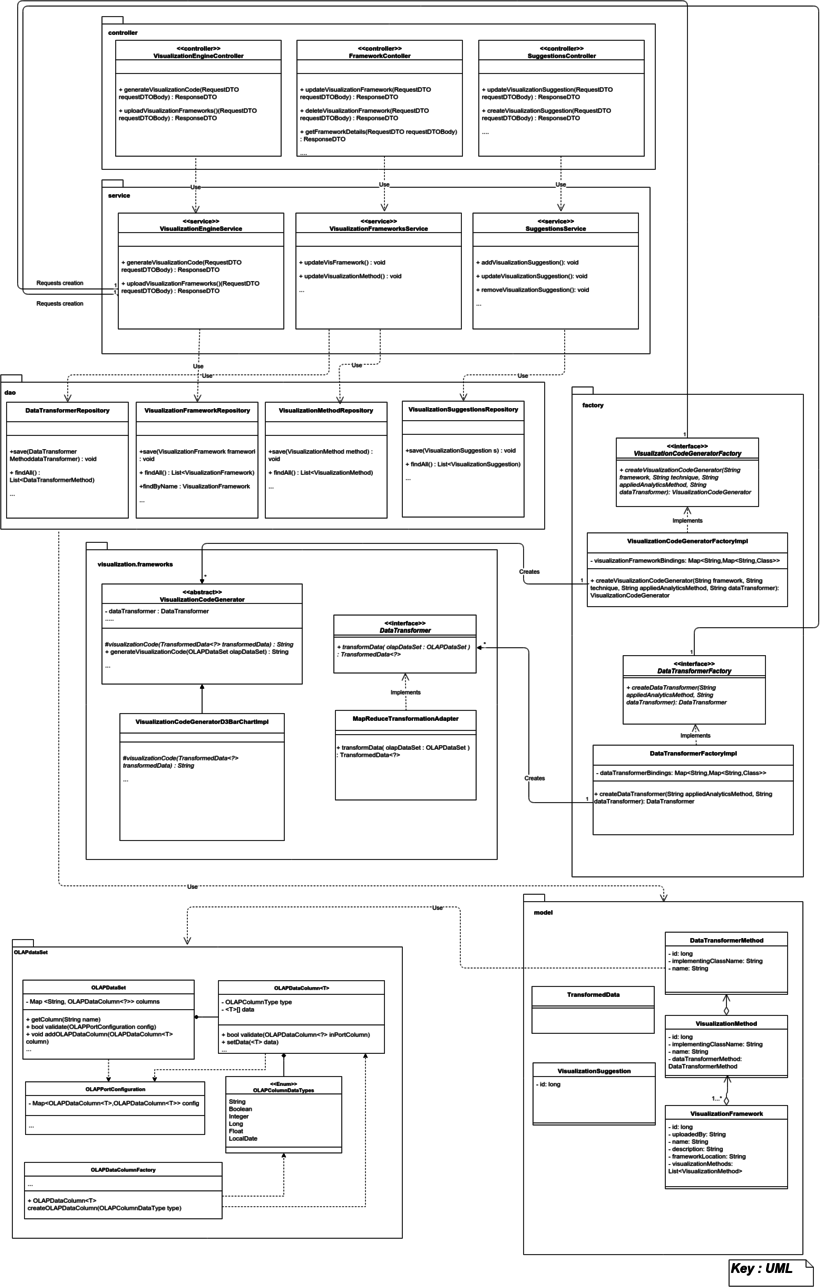 controller
<<controller>>
VisualizationEngineController
+ generateVisualizationCode(RequestDTO
requestDTOBody) : ResponseDTO
+ uploadVisualizationFrameworks()(RequestDTO
requestDTOBody) : ResponseDTO
<<controller>>
FrameworkContoller
+ updateVisualizationFramework(RequestDTO
requestDTOBody) : ResponseDTO
+ deleteVisualizationFramework(RequestDTO
requestDTOBody) : ResponseDTO
+ getFrameworkDetails(RequestDTO requestDTOBody)
: ResponseDTO
....
<<controller>>
SuggestionsController
+ updateVisualizationSuggestion(RequestDTO
requestDTOBody) : ResponseDTO
+ createVisualizationSuggestion(RequestDTO
requestDTOBody) : ResponseDTO
....
Use
Use
Use
service
<<service>>
VisualizationEngineService
+ generateVisualizationCode(RequestDTO
requestDTOBody) : ResponseDTO
+ uploadVisualizationFrameworks()(RequestDTO
requestDTOBody) : ResponseDTO
<<service>>
VisualizationFrameworksService
+ updateVisFramework() : void
+ updateVisualizationMethod() : void
...
<<service>>
SuggestionsService
+ addVisualizationSuggestion(): void
+ updateVisualizationSuggestion(): void
+ removeVisualizationSuggestion(): void
...
Requests creation
1
1
Requests creation
Use
Use
Use
Use
dao
DataTransformerRepository
+save(DataTransformer
MethoddataTransformer) : void
+ findAll() :
List<DataTransformerMethod)
...
VisualizationFrameworkRepository
+save(VisualizationFramework framework)
: void
+ findAll() : List<VisualizationFramework)
+findByName : VisualizationFramework
...
VisualizationMethodRepository
+save(VisualizationMethod method) : void
+ findAll() : List<VisualizationMethod)
...
VisualizationSuggestionsRepository
+save(VisualizationSuggestion s) : void
+ findAll() : List<VisualizationSuggestion)
...
factory
1
<<Interface>>
VisualizationCodeGeneratorFactory
+ createVisualizationCodeGenerator(String
framework, String technique, String
appliedAnalyticsMethod, String
dataTransformer): VisualizationCodeGenerator
Implements
VisualizationCodeGeneratorFactoryImpl
- visualizationFrameworkBindings: Map<String,Map<String,Class>>
+ createVisualizationCodeGenerator(String framework, String
technique, String appliedAnalyticsMethod, String dataTransformer):
VisualizationCodeGenerator
1
Creates
1
<<Interface>>
DataTransformerFactory
+ createDataTransformer(String
appliedAnalyticsMethod, String
dataTransformer): DataTransformer
Implements
DataTransformerFactoryImpl
- dataTransformerBindings: Map<String,Map<String,Class>>
+ createDataTransformer(String appliedAnalyticsMethod, String
dataTransformer): DataTransformer
1
Creates
visualization.frameworks
*
<<abstract>>
VisualizationCodeGenerator
- dataTransformer : DataTransformer
.....
#visualizationCode(TransformedData<?> transformedData) : String
+ generateVisualizationCode(OLAPDataSet olapDataSet) : String
...
VisualizationCodeGeneratorD3BarChartImpl
#visualizationCode(TransformedData<?>
transformedData) : String
...
<<Interface>>
DataTransformer
+ transformData( olapDataSet : OLAPDataSet )
: TransformedData<?>
*
Implements
MapReduceTransformationAdapter
+ transformData( olapDataSet : OLAPDataSet )
: TransformedData<?>
Use
Use
model
DataTransformerMethod
- id: long
- implementingClassName: String
- name: String
TransformedData
VisualizationMethod
- id: long
- implementingClassName: String
- name: String
- dataTransformerMethod:
DataTransformerMethod
VisualizationSuggestion
- id: long
1...*
VisualizationFramework
- id: long
- uploadedBy: String
- name: String
- description: String
- frameworkLocation: String
- visualizationMethods:
List<VisualizationMethod>
OLAPdataSet
OLAPDataSet
- Map <String, OLAPDataColumn<?>> columns
+ getColumn(String name)
+ bool validate(OLAPPortConfiguration config)
+ void addOLAPDataColumn(OLAPDataColumn<T>
column)
...
OLAPDataColumn<T>
- OLAPColumnType type
- <T>[] data
+ bool validate(OLAPDataColumn<?> inPortColumn)
+ setData(<T> data)
...
OLAPPortConfiguration
- Map<OLAPDataColumn<T>,OLAPDataColumn<T>> config
...
<<Enum>>
OLAPColumnDataTypes
String
Boolean
Integer
Long
Float
LocalDate
OLAPDataColumnFactory
...
+ OLAPDataColumn<T>
createOLAPDataColumn(OLAPColumnDataType type)
Key : UML